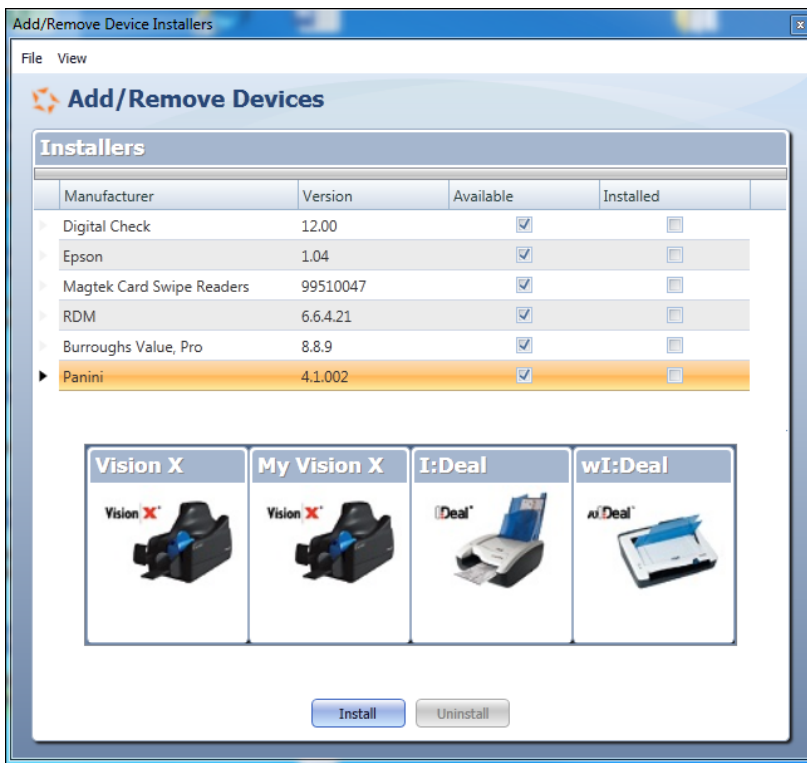 Add/Remove Device Installers
x
File View
Add/Remove Devices
Installers
Manufacturer Version Available Installed
Digital Check 12.00
Epson 1.04
Magtek Card Swipe Readers 99510047
RDM 6.6.4.21
Burroughs Value, Pro 8.8.9
Panini 4.1.002
Vision X My Vision X I:Deal wI:Deal
Vision X Vision X I:Deal wI:Deal
Install Uninstall